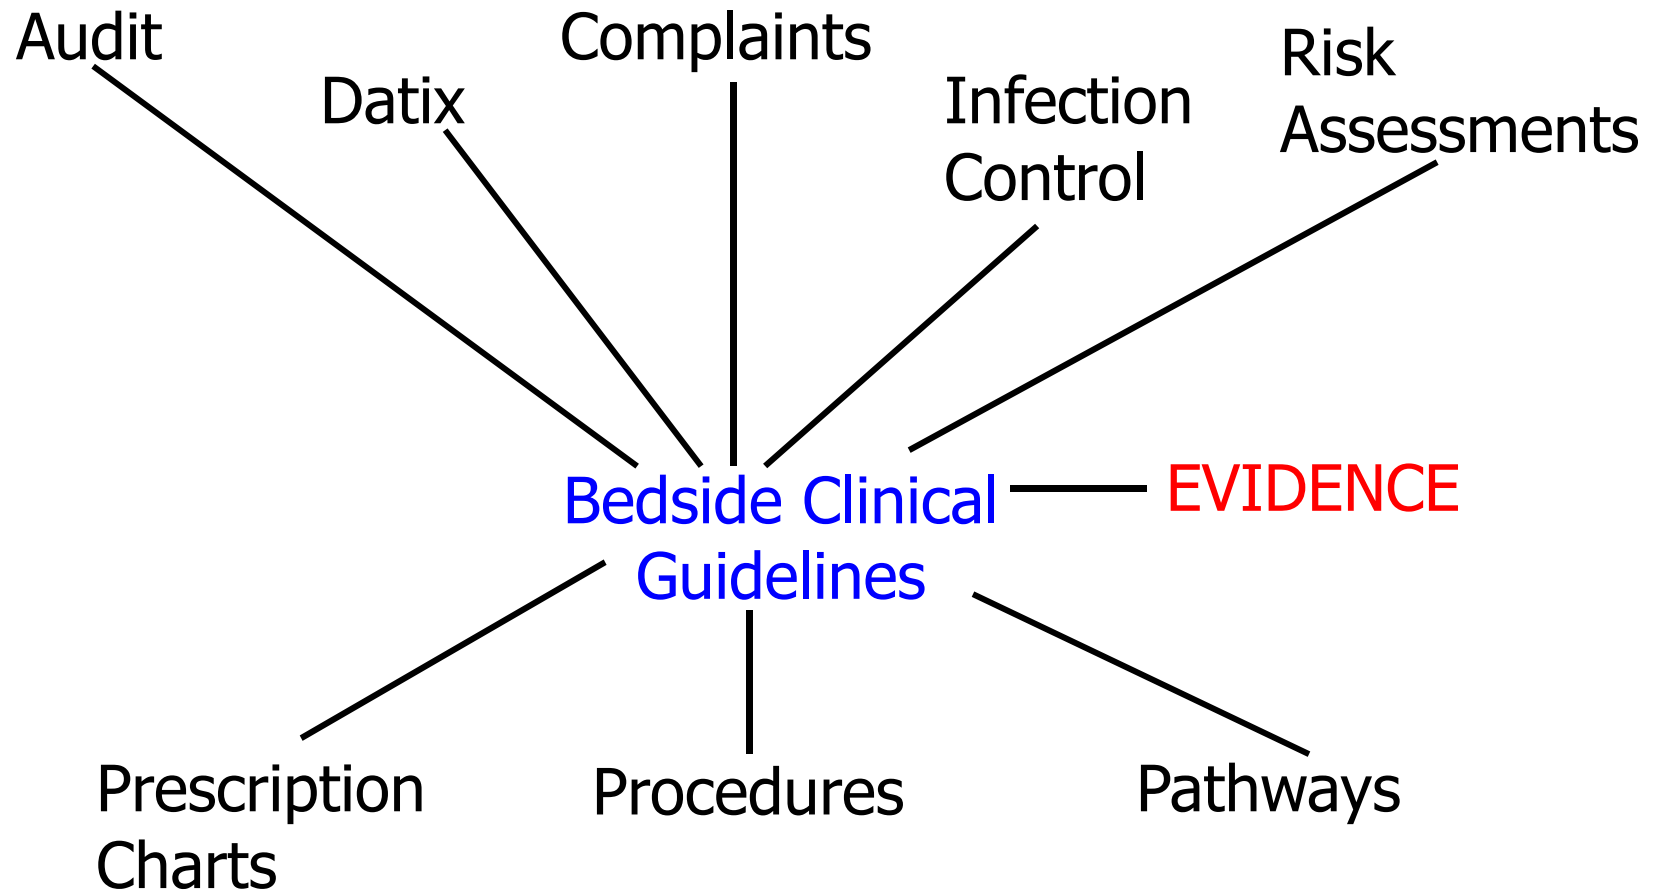 Audit
Datix
Complaints
Infection
Control
Risk
Assessments
Bedside Clinical
Guidelines
EVIDENCE
Prescription
Charts
Procedures
Pathways